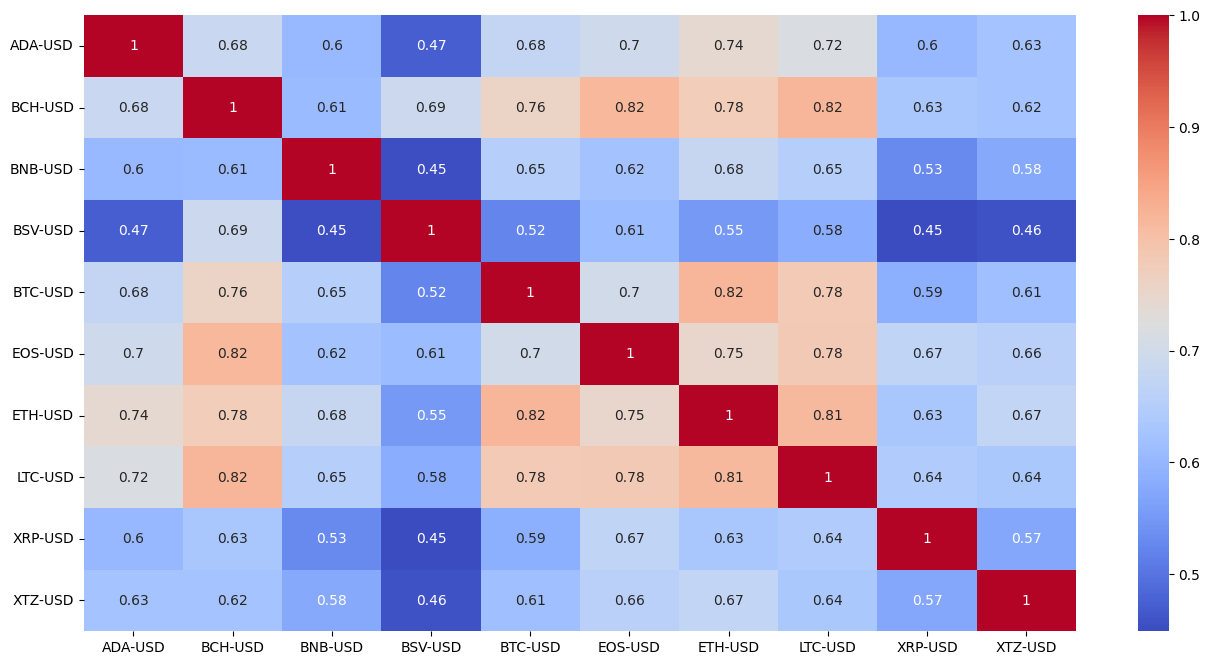 ADA-USD 1 0.68 0.6 0.47 0.68 0.7 0.74 0.72 0.6 0.63
BCH-USD 0.68 1 0.61 0.69 0.76 0.82 0.78 0.82 0.63 0.62
BNB-USD 0.6 0.61 1 0.45 0.65 0.62 0.68 0.65 0.53 0.58
BSV-USD 0.47 0.69 0.45 1 0.52 0.61 0.55 0.58 0.45 0.46
BTC-USD 0.68 0.76 0.65 0.52 1 0.7 0.82 0.78 0.59 0.61
EOS-USD 0.7 0.82 0.62 0.61 0.7 1 0.75 0.78 0.67 0.66
ETH-USD 0.74 0.78 0.68 0.55 0.82 0.75 1 0.81 0.63 0.67
LTC-USD 0.72 0.82 0.65 0.58 0.78 0.78 0.81 1 0.64 0.64
XRP-USD 0.6 0.63 0.53 0.45 0.59 0.67 0.63 0.64 1 0.57
XTZ-USD 0.63 0.62 0.58 0.46 0.61 0.66 0.67 0.64 0.57 1
ADA-USD BCH-USD BNB-USD BSV-USD BTC-USD EOS-USD ETH-USD LTC-USD XRP-USD XTZ-USD
1.0
0.9
0.8
0.7
0.6
0.5